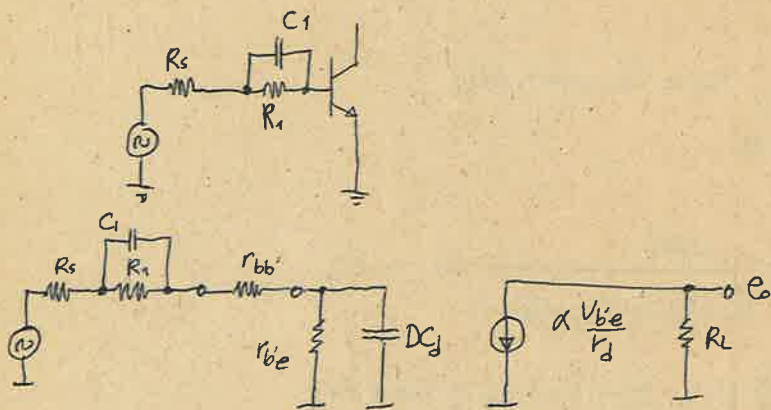 C1
Rs
R1
C1
Rs
R1
rbb'
rb'e
DCd
α Vb'e
rd
RL
eo